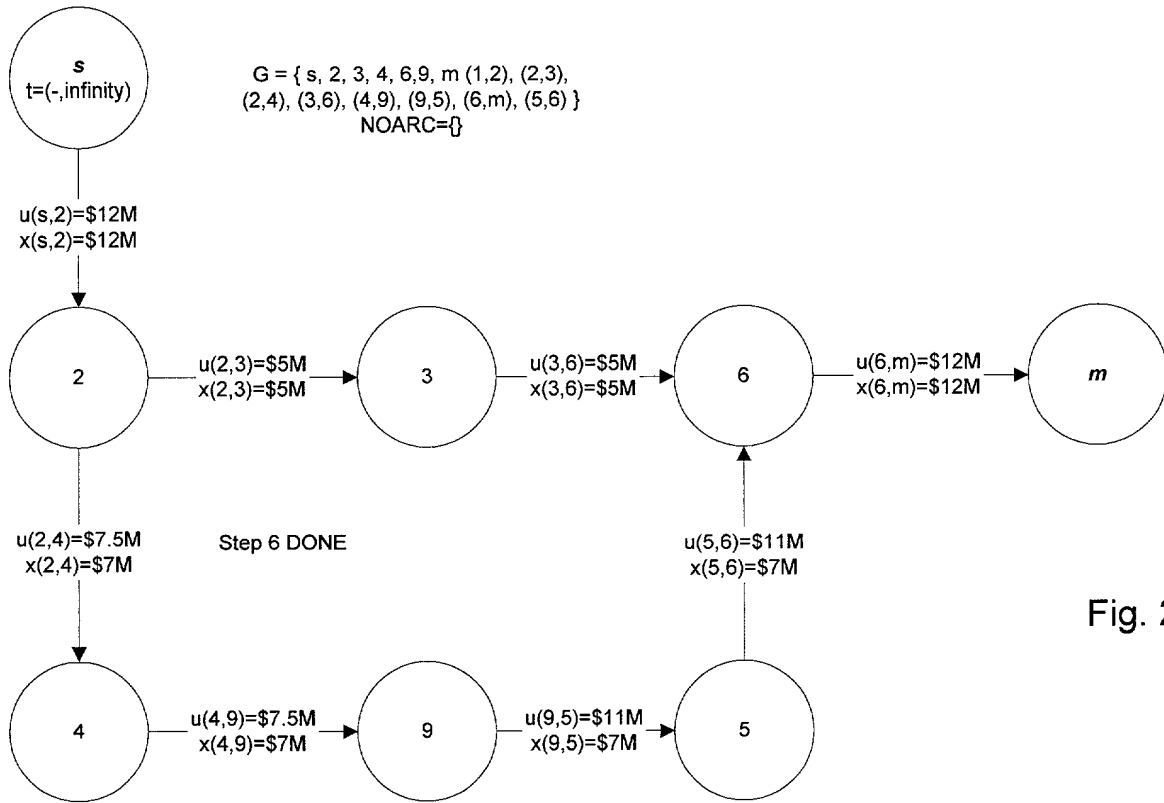 s
t=(-,infinity)
G = { s, 2, 3, 4, 6,9, m (1,2), (2,3),
(2,4), (3,6), (4,9), (9,5), (6,m), (5,6) }
NOARC={}
u(s,2)=$12M
x(s,2)=$12M
2
u(2,3)=$5M
x(2,3)=$5M
3
u(3,6)=$5M
x(3,6)=$5M
6
u(6,m)=$12M
x(6,m)=$12M
m
u(2,4)=$7.5M
x(2,4)=$7M
Step 6 DONE
u(5,6)=$11M
x(5,6)=$7M
Fig.
4
u(4,9)=$7.5M
x(4,9)=$7M
9
u(9,5)=$11M
x(9,5)=$7M
5